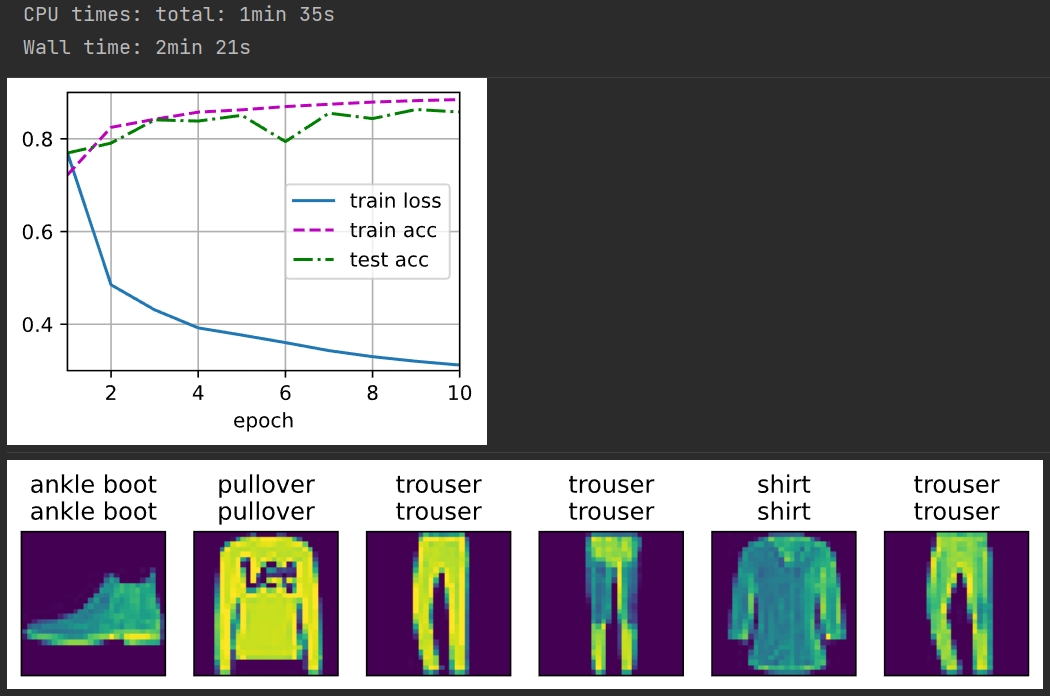 CPU times: total: 1min 35s
Wall time: 2min 21s
0.8
0.6
0.4
train loss
train acc
test acc
2 4 6 8 10
epoch
ankle boot pullover trouser trouser shirt trouser
ankle boot pullover trouser trouser shirt trouser